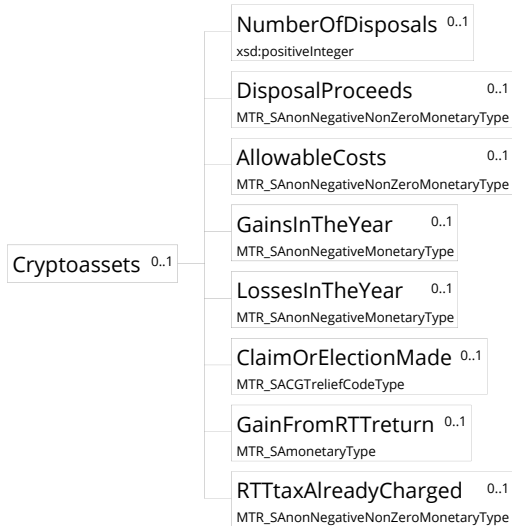 NumberOfDisposals 0..1
xsd:positiveInteger
DisposalProceeds 0..1
MTR_SAnonNegativeNonZeroMonetaryType
AllowableCosts 0..1
MTR_SAnonNegativeNonZeroMonetaryType
GainsInTheYear 0..1
MTR_SAnonNegativeMonetaryType
Cryptoassets 0..1
LossesInTheYear 0..1
MTR_SAnonNegativeMonetaryType
ClaimOrElectionMade 0..1
MTR_SACGTreliefCodeType
GainFromRTTreturn 0..1
MTR_SAmonetaryType
RTTtaxAlreadyCharged 0..1
MTR_SAnonNegativeNonZeroMonetaryType